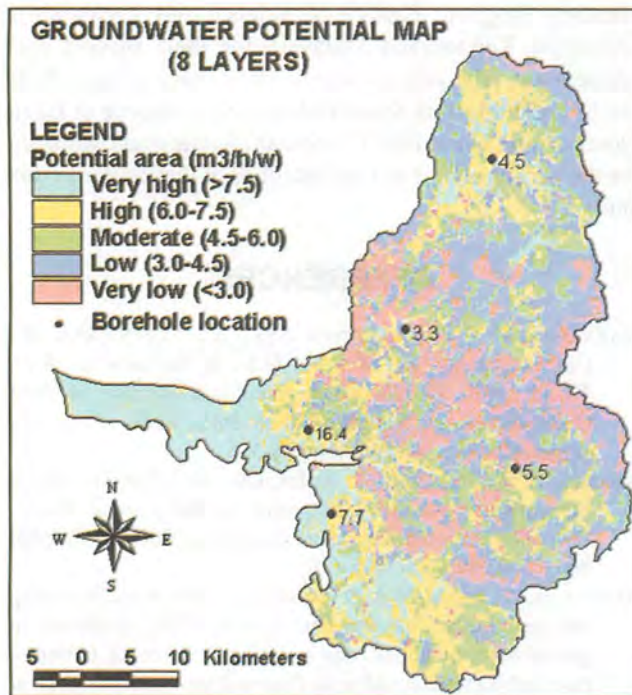 GROUNDWATER POTENTIAL MAP
(8 LAYERS)
LEGEND
Potential area (m3/h/w)
Very high (>7.5)
High (6.0-7.5)
Moderate (4.5-6.0)
Low (3.0-4.5)
Very low (<3.0)
Borehole location
4.5
3.3
16.4
5.5
7.7
N
W E
S
5 0 5 10 Kilometers